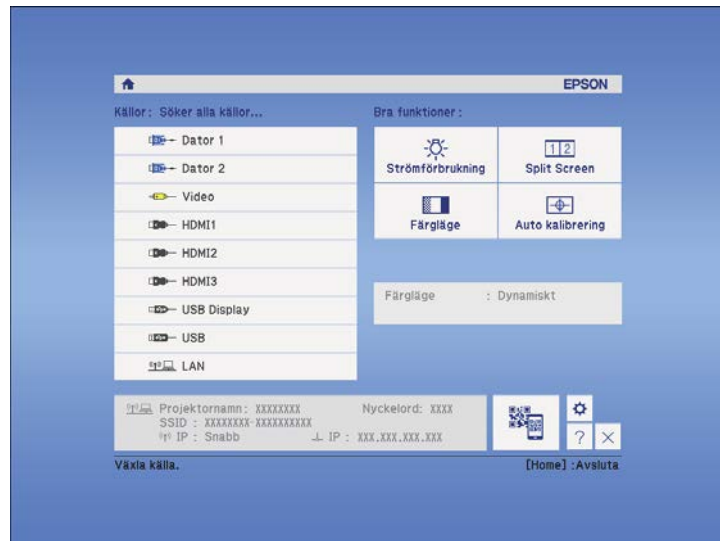 EPSON
Källor: Söker alla källor...
Dator 1
Dator 2
Video
HDMI1
HDMI2
HDMI3
USB Display
USB
LAN
Bra funktioner:
Strömförbrukning
1 2
Split Screen
Färgläge
Auto kalibrering
Färgläge : Dynamiskt
Projektornamn: XXXXXXXX Nyckelord: XXXX
SSID : XXXXXXXX-XXXXXXXXXX
IP : Snabb IP : XXX.XXX.XXX.XXX
?
Växla källa. [Home] :Avsluta